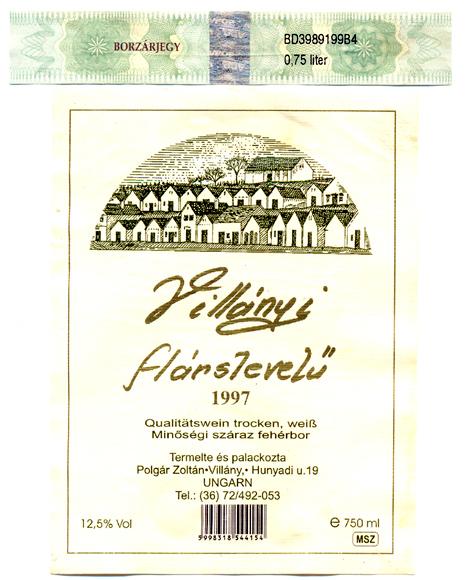 BORZÁRJEGY
BD3989199B4
0,75 liter
Villányi
Hárslevelű
1997
Qualitätswein trocken, weiß
Minőségi száraz fehérbor
Termelte és palackozta
Polgár Zoltán•Villány,• Hunyadi u.19
UNGARN
Tel.: (36) 72/492-053
12,5% Vol
5998318544154
℮ 750 ml
MSZ